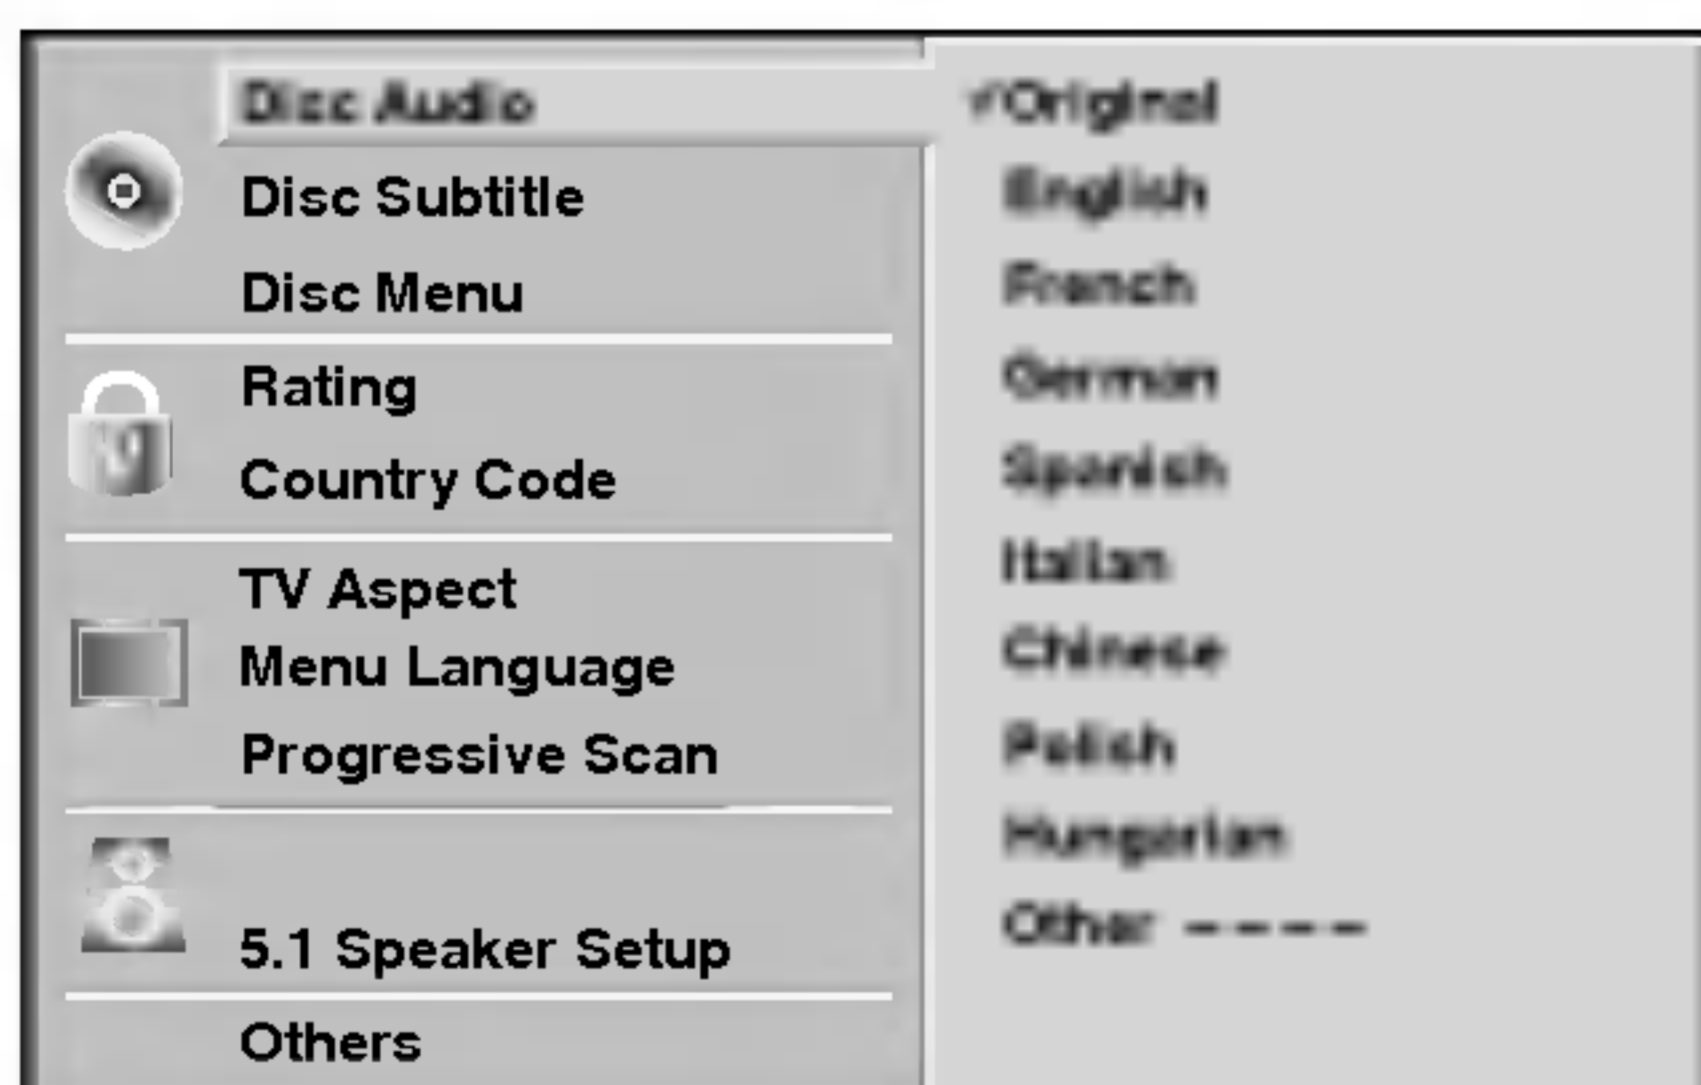 Disc Audio
Disc Subtitle
Disc Menu
Rating
Country Code
TV Aspect
Menu Language
Progressive Scan
5.1 Speaker Setup
Others
✓Original
English
French
German
Spanish
Italian
Chinese
Polish
Hungarian
Other – – – –